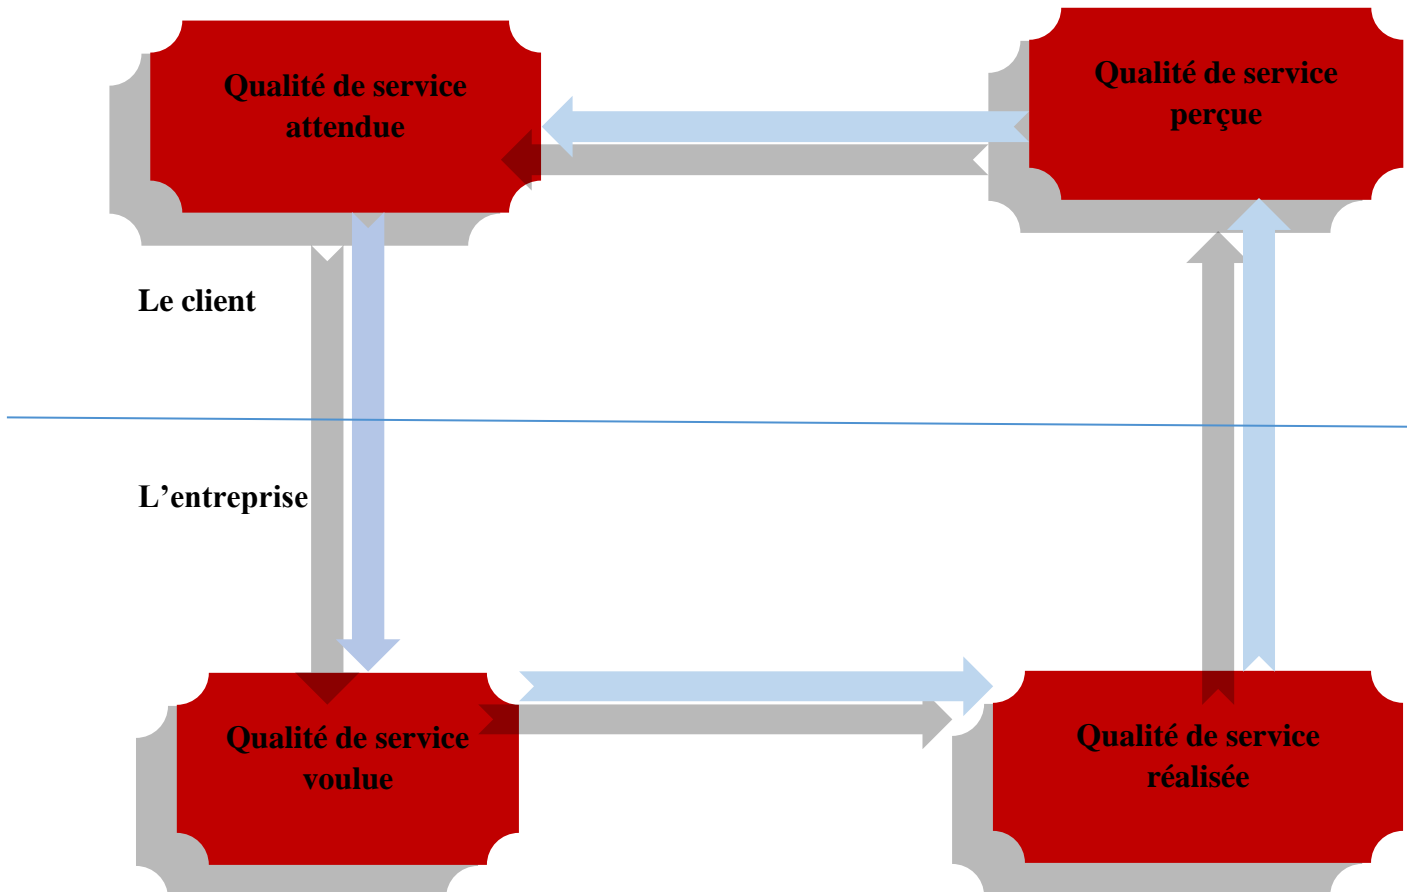 Qualité de service
attendue
Qualité de service
perçue
Le client
L’entreprise
Qualité de service
voulue
Qualité de service
réalisée